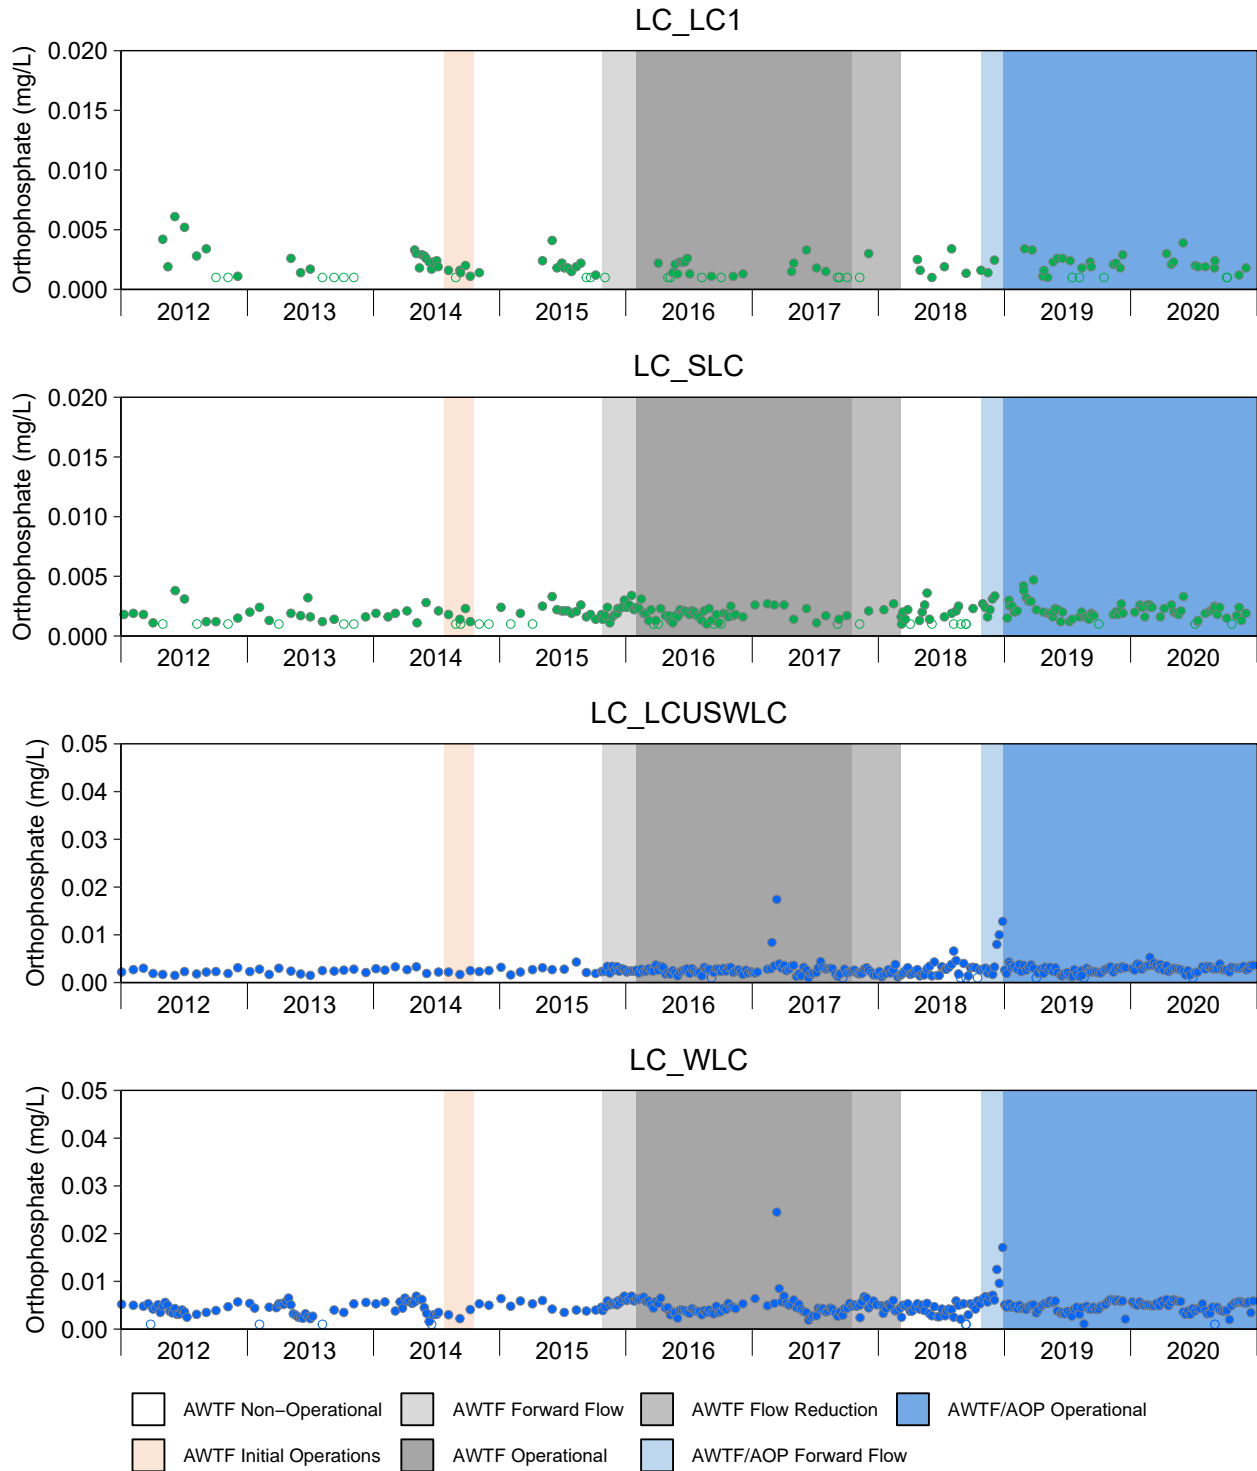 LC_LC1
Orthophosphate (mg/L)
0.020
0.015
0.010
0.005
0.000
2012 2013 2014 2015 2016 2017 2018 2019 2020
LC_SLC
Orthophosphate (mg/L)
0.020
0.015
0.010
0.005
0.000
2012 2013 2014 2015 2016 2017 2018 2019 2020
LC_LCUSWLC
Orthophosphate (mg/L)
0.05
0.04
0.03
0.02
0.01
0.00
2012 2013 2014 2015 2016 2017 2018 2019 2020
LC_WLC
Orthophosphate (mg/L)
0.05
0.04
0.03
0.02
0.01
0.00
2012 2013 2014 2015 2016 2017 2018 2019 2020
AWTF Non−Operational AWTF Forward Flow AWTF Flow Reduction AWTF/AOP Operational
AWTF Initial Operations AWTF Operational AWTF/AOP Forward Flow